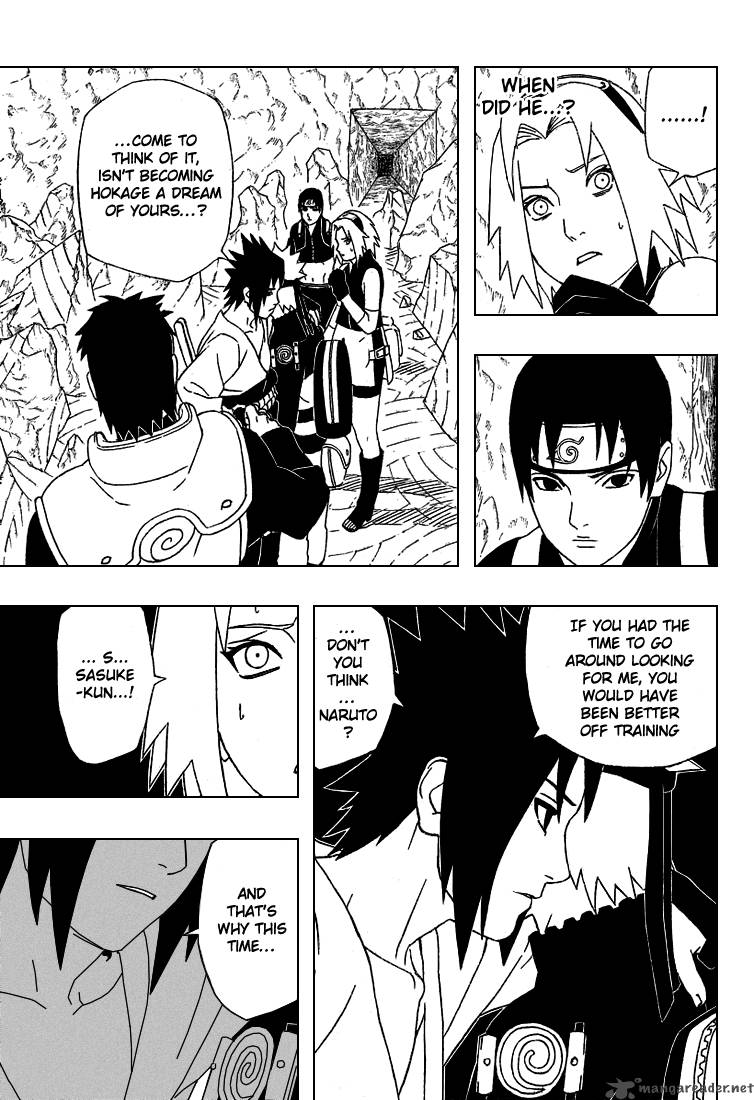 WHEN
DID HE...?
.......!
...COME TO
THINK OF IT,
ISN'T BECOMING
HOKAGE A DREAM
OF YOURS...?
IF YOU HAD THE
TIME TO GO
AROUND LOOKING
FOR ME, YOU
WOULD HAVE
BEEN BETTER
OFF TRAINING
...
DON'T
YOU
THINK
...
NARUTO
?
... S...
SASUKE
-KUN...!
AND
THAT'S
WHY THIS
TIME...
mangareader.net